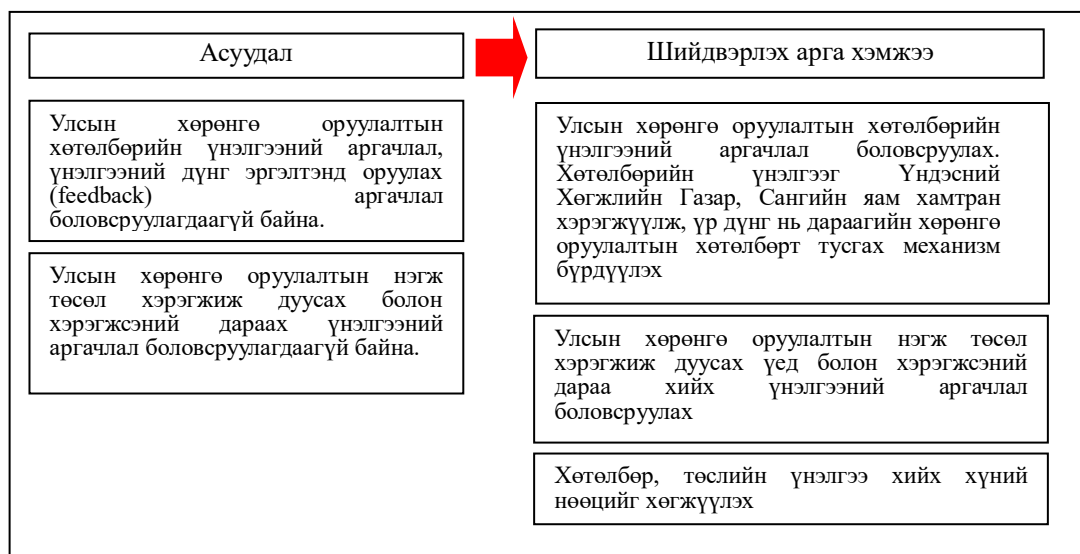 Асуудал
Улсын хөрөнгө оруулалтын
хөтөлбөрийн үнэлгээний аргачлал,
үнэлгээний дүнг эргэлтэнд оруулах
(feedback) аргачлал
боловсруулагдаагүй байна.
Улсын хөрөнгө оруулалтын нэгж
төсөл хэрэгжиж дуусах болон
хэрэгжсэний дараах үнэлгээний
аргачлал боловсруулагдаагүй байна.
Шийдвэрлэх арга хэмжээ
Улсын хөрөнгө оруулалтын хөтөлбөрийн
үнэлгээний аргачлал боловсруулах.
Хөтөлбөрийн үнэлгээг Үндэсний
Хөгжлийн Газар, Сангийн яам хамтран
хэрэгжүүлж, үр дүнг нь дараагийн хөрөнгө
оруулалтын хөтөлбөрт тусгах механизм
бүрдүүлэх
Улсын хөрөнгө оруулалтын нэгж төсөл
хэрэгжиж дуусах үед болон хэрэгжсэний
дараа хийх үнэлгээний аргачлал
боловсруулах
Хөтөлбөр, төслийн үнэлгээ хийх хүний
нөөцийг хөгжүүлэх